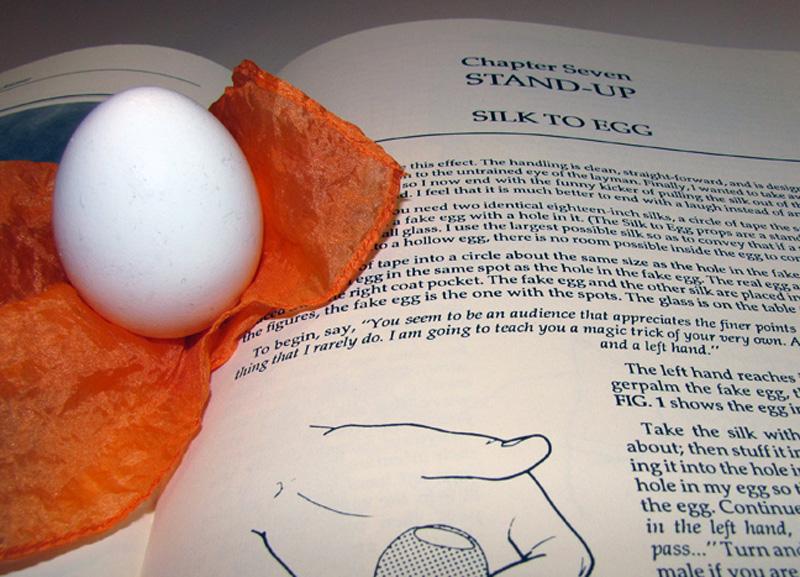 Chapter Seven
STAND-UP
SILK TO EGG
this effect. The handling is clean, straight-forward, and is
to the untrained eye of the layman. Finally, I wanted to take
so I now end with the funny kicker of pulling the silk out of
I feel that it is much better to end with a laugh instead of
need two identical eighteen-inch silks, a circle of tape the
a fake egg with a hole in it. (The Silk to Egg props are a
glass. I use the largest possible silk so as to convey that if a
to a hollow egg, there is no room possible inside the egg to
of tape into a circle about the same size as the hole in the fake
egg in the same spot as the hole in the fake egg. The real egg
right coat pocket. The fake egg and the other silk are placed in
the figures, the fake egg is the one with the spots. The glass is on the table
To begin, say, "You seem to be an audience that appreciates the finer points
thing that I rarely do. I am going to teach you a magic trick of your very own.
and a left hand."
The left hand reaches
gerpalm the fake egg,
FIG. 1 shows the egg in
Take the silk with
about; then stuff it in
ing it into the hole in
hole in my egg so
the egg. Continue
in the left hand,
pass..." Turn and
male if you are